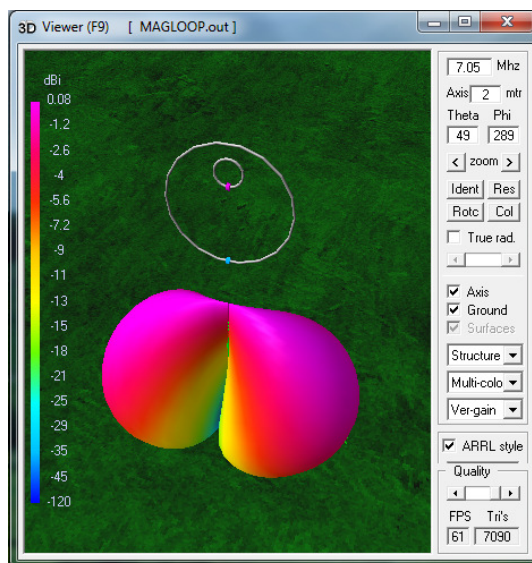 3D Viewer (F9) [ MAGLOOP.out ]
dBi
0.08
-1.2
-2.6
-4
-5.6
-7.2
-9
-11
-13
-15
-18
-21
-25
-29
-35
-45
-120
7.05 Mhz
Axis 2 mtr
Theta Phi
49 289
< zoom >
Ident Res
Rotc Col
True rad.
Axis
Ground
Surfaces
Structure
Multi-colo
Ver-gain
ARRL style
Quality
FPS Tri's
61 7090